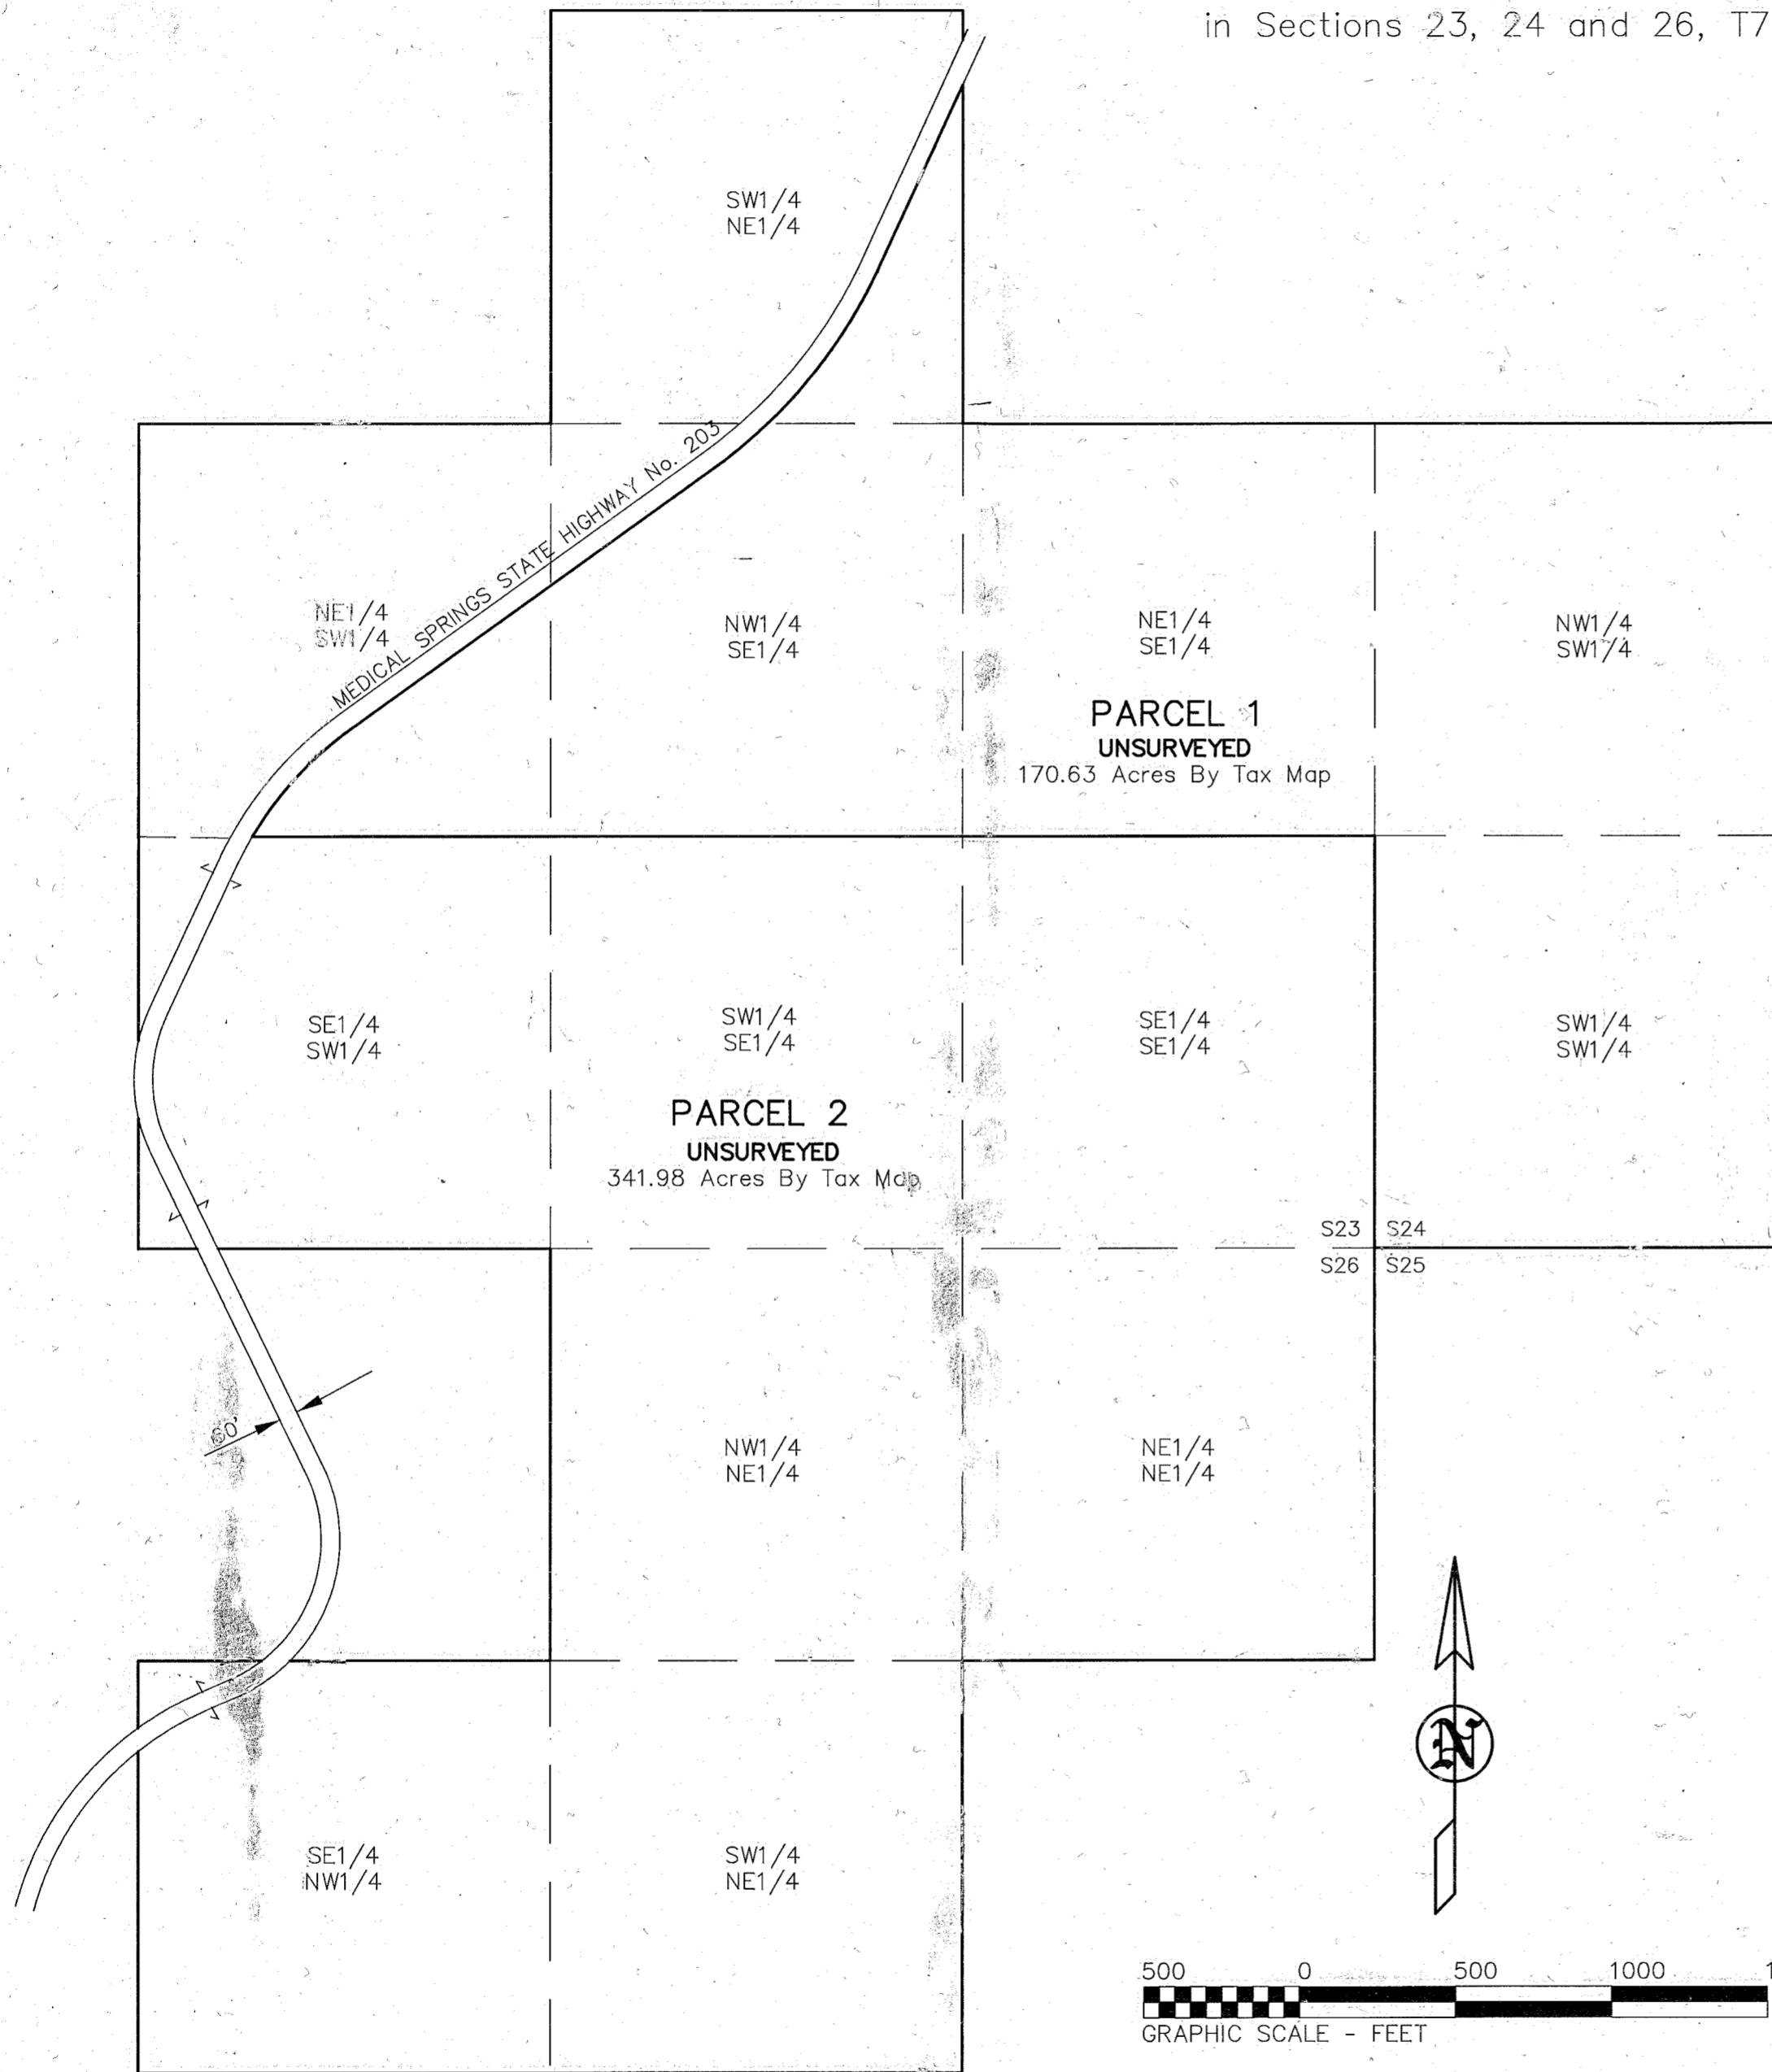 in Sections 23, 24 and 26, T7
SW1/4
NE1/4
MEDICAL SPRINGS STATE HIGHWAY No. 203
NE1/4
SW1/4
NW1/4
SE1/4
NE1/4
SE1/4
NW1/4
SW1/4
PARCEL 1
UNSURVEYED
170.63 Acres By Tax Map
SE1/4
SW1/4
SW1/4
SE1/4
SE1/4
SE1/4
SW1/4
SW1/4
PARCEL 2
UNSURVEYED
341.98 Acres By Tax Map
S23 S24
S26 S25
60'
NW1/4
NE1/4
NE1/4
NE1/4
N
SE1/4
NW1/4
SW1/4
NE1/4
500 0 500 1000 1
GRAPHIC SCALE - FEET